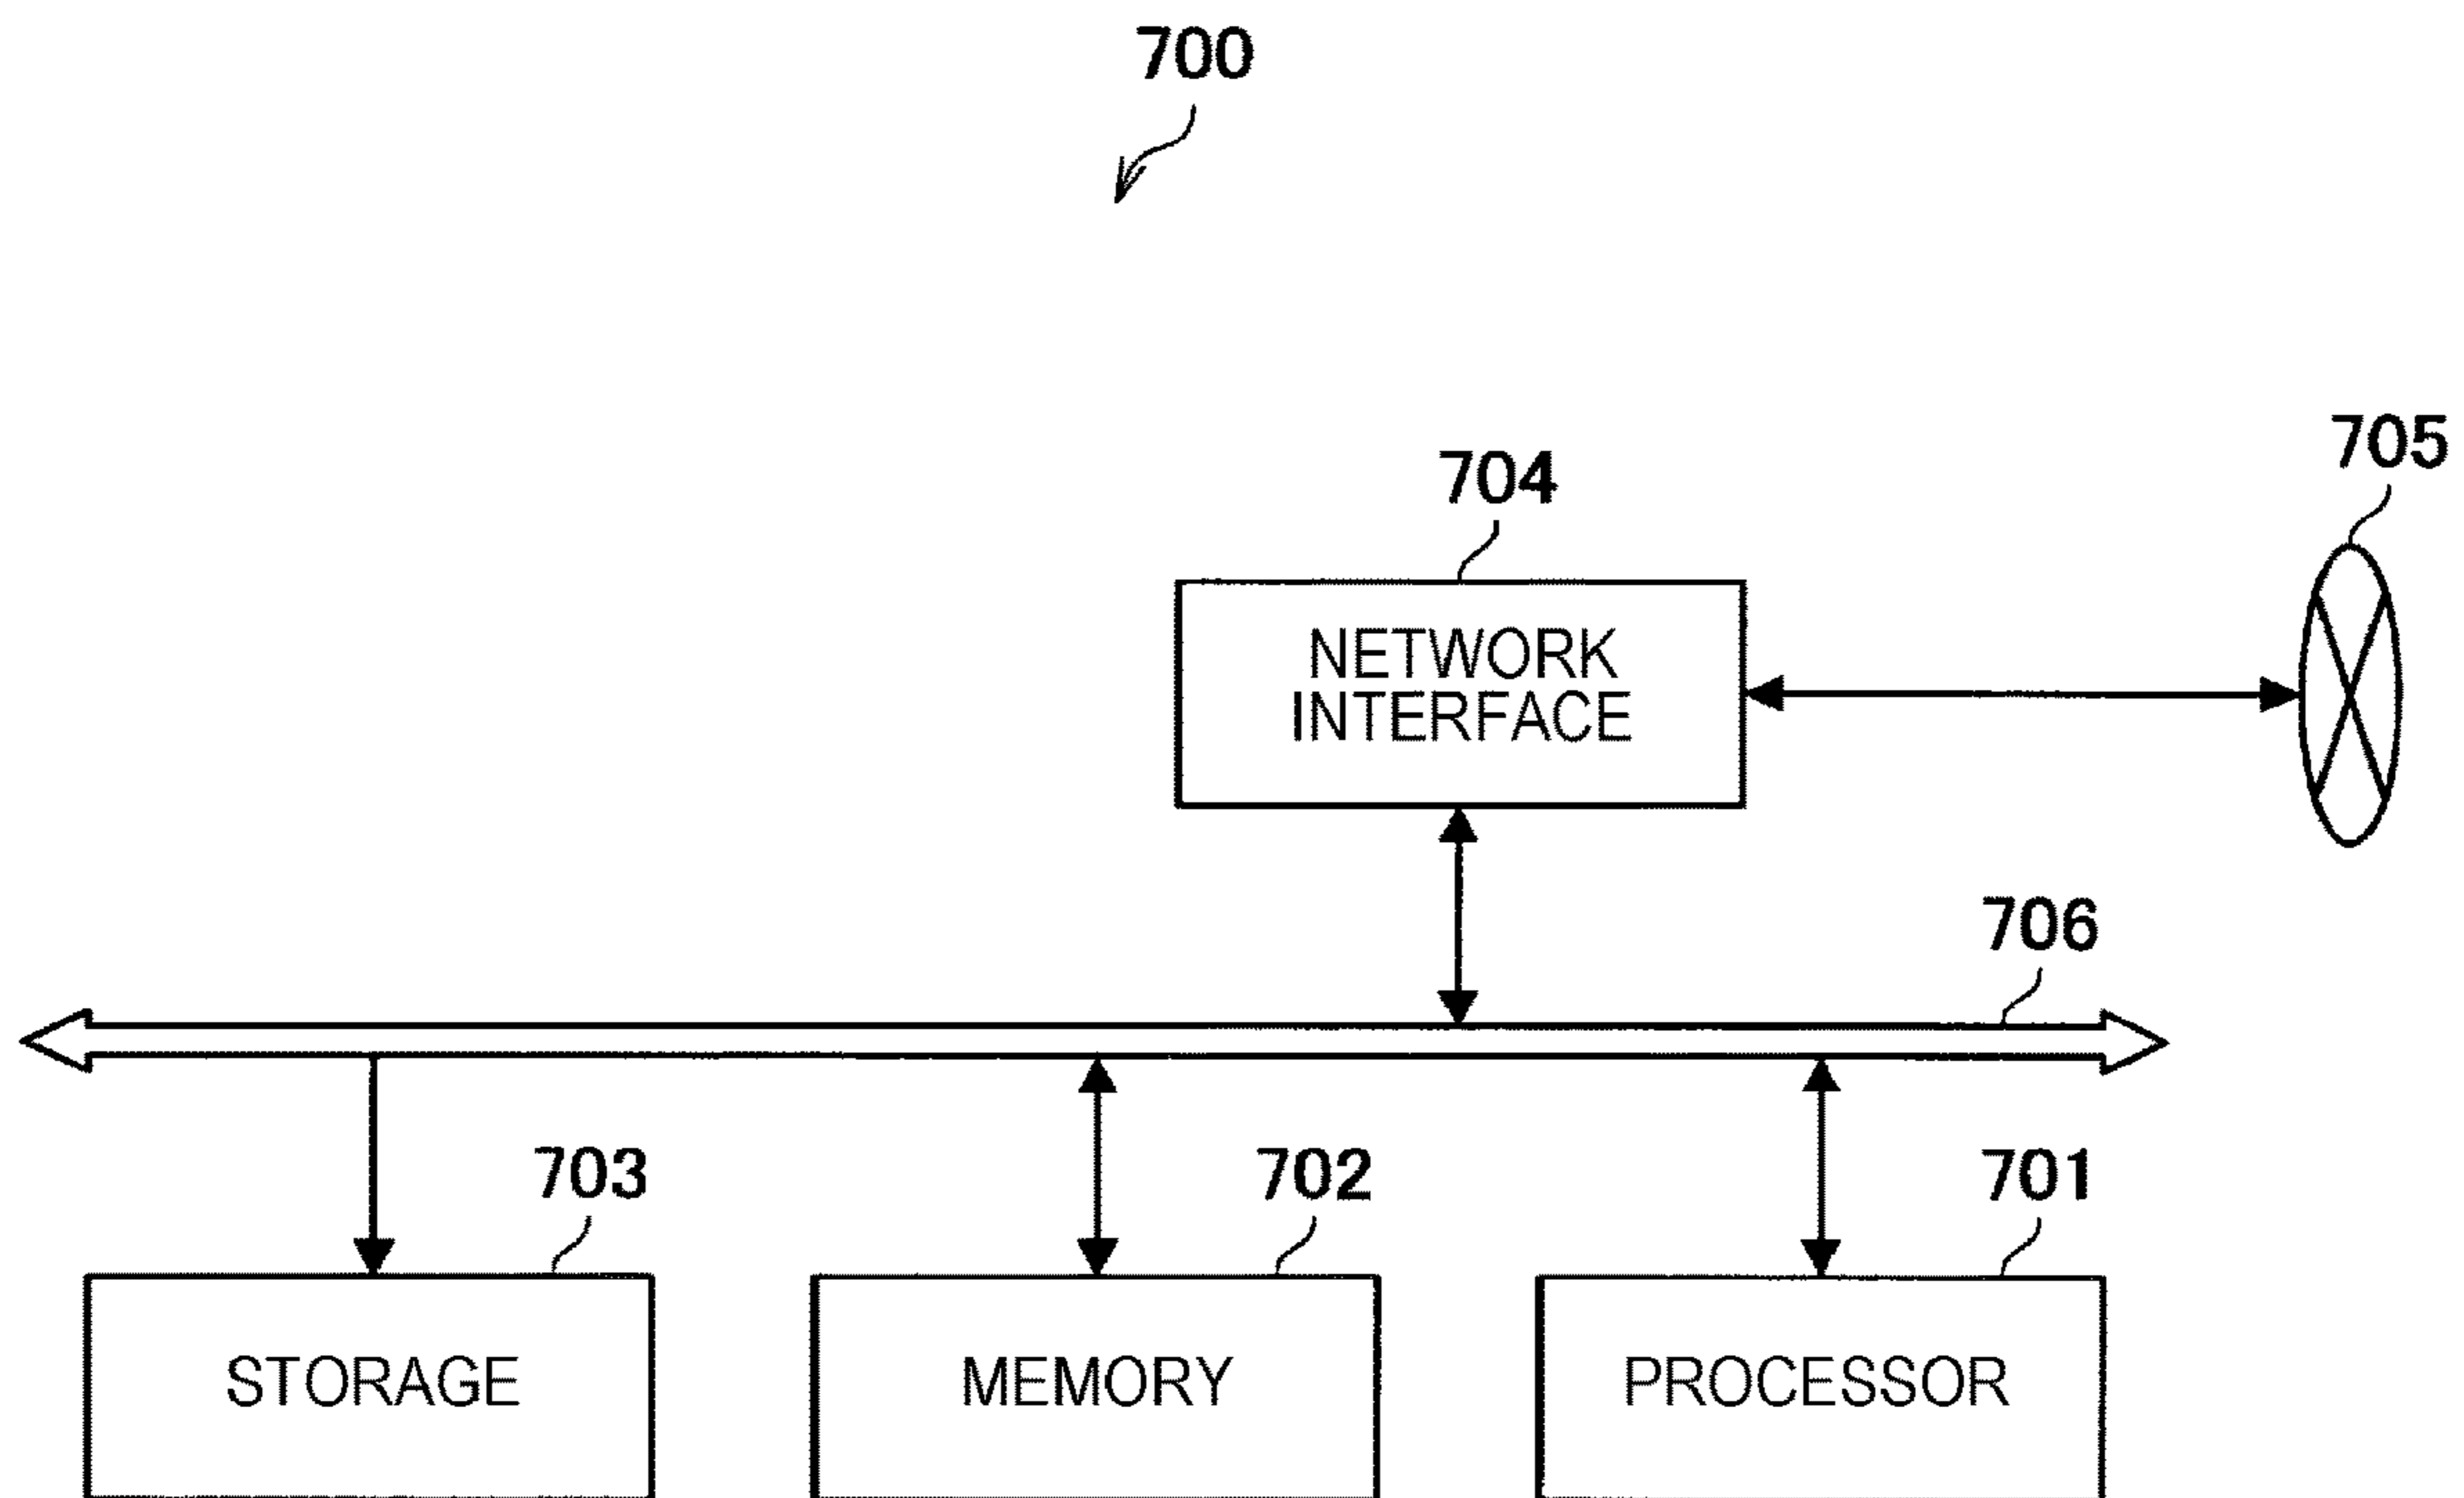 700
705
704
NETWORK
INTERFACE
706
703
702
701
STORAGE
MEMORY
PROCESSOR